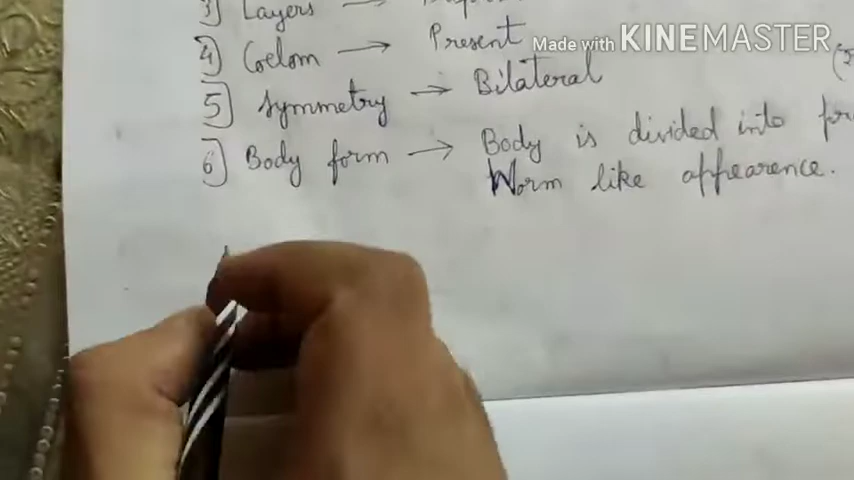 3] Layers →
4] Coelom → Present
Made with KINEMASTER
5] Symmetry → Bilateral
6] Body form → Body is divided into
Worm like appearence.